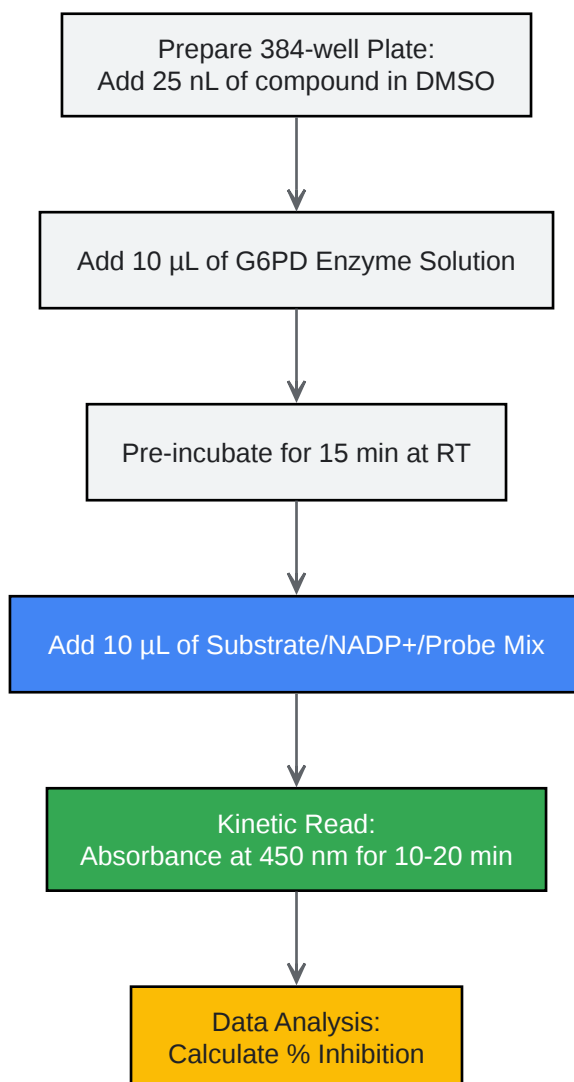 Prepare 384-well Plate:
Add 25 nL of compound in DMSO
Add 10 µL of G6PD Enzyme Solution
Pre-incubate for 15 min at RT
Add 10 µL of Substrate/NADP+/Probe Mix
Kinetic Read:
Absorbance at 450 nm for 10-20 min
Data Analysis:
Calculate % Inhibition